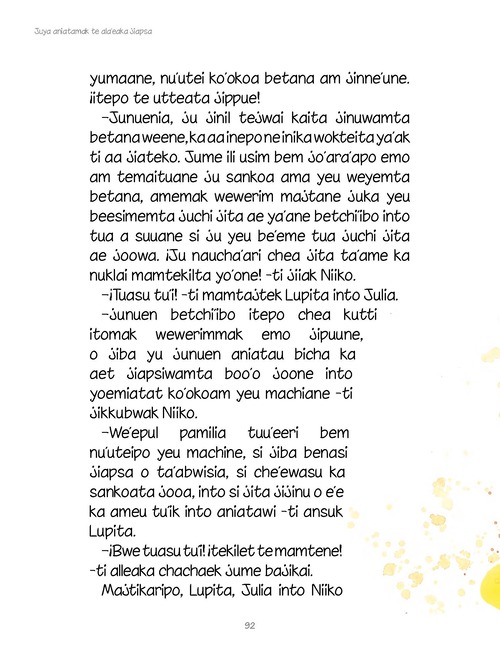 Juya aniatamak te ala'eaka jiapsa
yumaane, nu'utei ko'okoa betana am jinne'une.
¡itepo te utteata jippue!
–Junuenia, ju jinil tejwai kaita jinuwamta
betana weene, ka aa inepo ne inika wokteita ya'ak
ti aa jiateko. Jume ili usim bem jo'ara'apo emo
am temaituane ju sankoa ama yeu weyemta
betana, amemak wewerim majtane juka yeu
beesimemta juchi jita ae ya'ane betchi'ibo into
tua a suuane si ju yeu be'eme tua juchi jita
ae joowa. ¡Ju naucha'ari chea jita ta'ame ka
nuklai mamtekilta yo'one! -ti jiiak Niiko.
–¡Tuasu tu'i! -ti mamtajtek Lupita into Julia.
–Junuen betchi'ibo itepo chea kutti
itomak wewerimmak emo jipuune,
o jiba yu junuen aniatau bicha ka
aet jiapsiwamta boo'o joone into
yoemiatat ko'okoam yeu machiane -ti
jikkubwak Niiko.
–We'epul pamilia tuu'eeri bem
nu'uteipo yeu machine, si jiba benasi
jiapsa o ta'abwisia, si che'ewasu ka
sankoata jooa, into si jita jijinu o e'e
ka ameu tu'ik into aniatawi -ti ansuk
Lupita.
–¡Bwe tuasu tu'i! ¡tekilet te mamtene!
-ti alleaka chachaek jume bajikai.
Majtikaripo, Lupita, Julia into Niiko
92